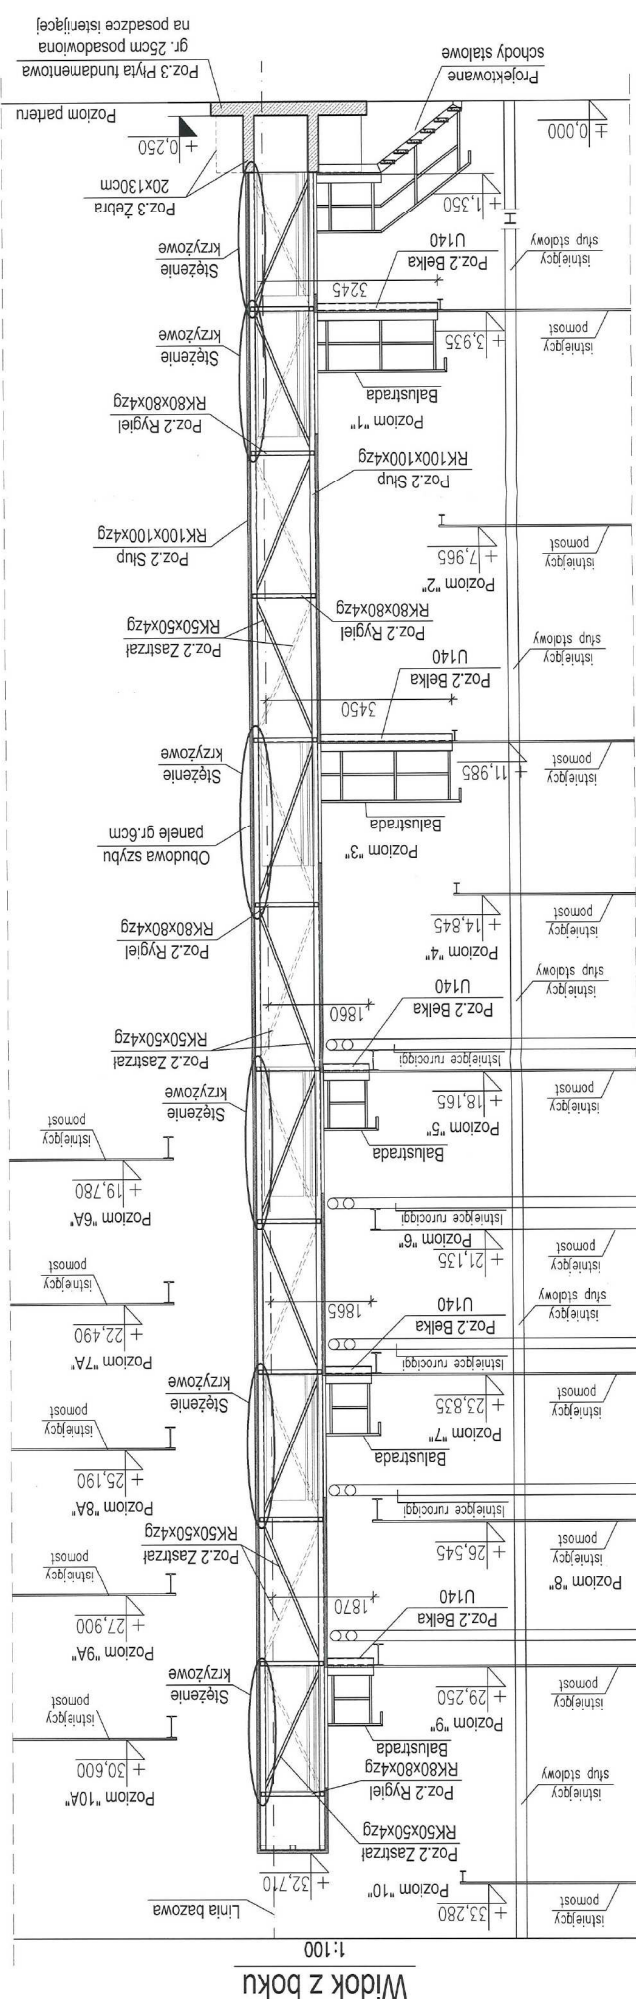 Widok z boku
1:100
istniejący
pomost
+ 33,280
Poziom "10"
+ 32,710
Linia bazowa
istniejący
słup stalowy
Poz.2 Zastrzał
RK50x50x4zg
Poz.2 Rygiel
RK80x80x4zg
Balustrada
+ 30,600
Poziom "10A"
istniejący
pomost
Poziom "9"
+ 29,250
istniejący
pomost
Stężenie
krzyżowe
Poz.2 Belka
U140
1870
+ 27,900
Poziom "9A"
istniejący
pomost
Poziom "8"
istniejący
pomost
+ 26,545
Istniejące rurociągi
Poz.2 Zastrzał
RK50x50x4zg
+ 25,190
Poziom "8A"
istniejący
pomost
Balustrada
Poziom "7"
+ 23,835
istniejący
pomost
Istniejące rurociągi
Stężenie
krzyżowe
Poz.2 Belka
U140
1865
+ 22,490
Poziom "7A"
istniejący
pomost
istniejący
słup stalowy
istniejący
pomost
+ 21,135
Poziom "6"
Istniejące rurociągi
+ 19,780
Poziom "6A"
istniejący
pomost
Balustrada
Poziom "5"
+ 18,165
istniejący
pomost
Istniejące rurociągi
Stężenie
krzyżowe
Poz.2 Zastrzał
RK50x50x4zg
Poz.2 Belka
U140
1860
istniejący
słup stalowy
Poziom "4"
+ 14,845
istniejący
pomost
Poz.2 Rygiel
RK80x80x4zg
Obudowa szybu
panele gr.6cm
Poziom "3"
Balustrada
+ 11,985
istniejący
pomost
Stężenie
krzyżowe
3450
Poz.2 Belka
U140
istniejący
słup stalowy
Poz.2 Zastrzał
RK50x50x4zg
Poz.2 Rygiel
RK80x80x4zg
Poziom "2"
+ 7,965
istniejący
pomost
Poz.2 Słup
RK100x100x4zg
Poz.2 Słup
RK100x100x4zg
Poz.2 Rygiel
RK80x80x4zg
Poziom "1"
Balustrada
+ 3,935
istniejący
pomost
Stężenie
krzyżowe
3245
Poz.2 Belka
U140
istniejący
słup stalowy
Stężenie
krzyżowe
+ 1,350
Poz.3 Żebra
20x130cm
± 0,000
+ 0,250
Poziom parteru
Projektowane
schody stalowe
Poz.3 Płyta fundamentowa
gr. 25cm posadowiona
na posadzce istenijącej